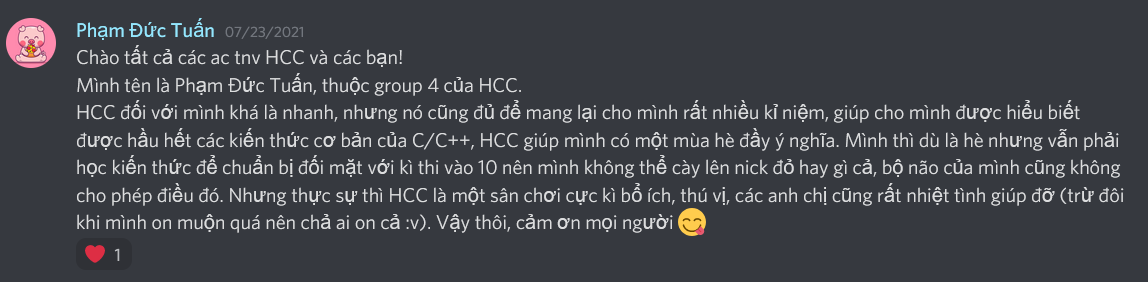 Phạm Đức Tuấn 07/23/2021
Chào tất cả các ac tnv HCC và các bạn!
Mình tên là Phạm Đức Tuấn, thuộc group 4 của HCC.
HCC đối với mình khá là nhanh, nhưng nó cũng đủ để mang lại cho mình rất nhiều kỉ niệm, giúp cho mình được hiểu biết
được hầu hết các kiến thức cơ bản của C/C++, HCC giúp mình có một mùa hè đầy ý nghĩa. Mình thì dù là hè nhưng vẫn phải
học kiến thức để chuẩn bị đối mặt với kì thi vào 10 nên mình không thể cày lên nick đỏ hay gì cả, bộ não của mình cũng không
cho phép điều đó. Nhưng thực sự thì HCC là một sân chơi cực kì bổ ích, thú vị, các anh chị cũng rất nhiệt tình giúp đỡ (trừ đôi
khi mình on muộn quá nên chả ai on cả :v). Vậy thôi, cảm ơn mọi người 😋
❤️ 1